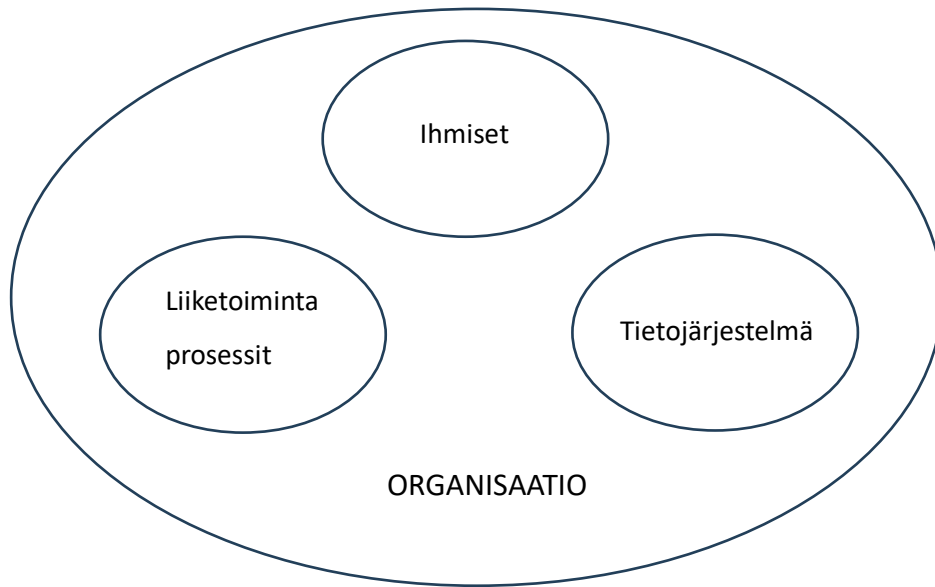 Ihmiset
Liiketoiminta
prosessit
Tietojärjestelmä
ORGANISAATIO